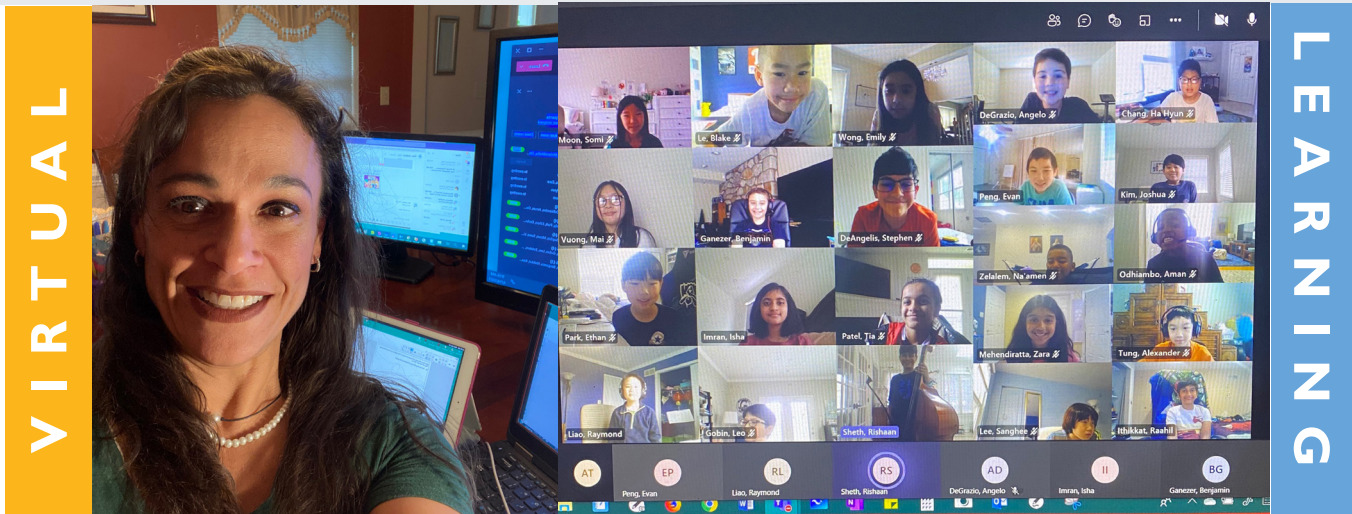 VIRTUAL
Moon, Somi
Le, Blake
Wong, Emily
DeGrazio, Angelo
Chang, Ha Hyun
Peng, Evan
Kim, Joshua
Vuong, Mai
Ganezer, Benjamin
DeAngelis, Stephen
Zelalem, Na'amen
Odhiambo, Aman
Park, Ethan
Imran, Isha
Patel, Tia
Mehendiratta, Zara
Tung, Alexander
Liao, Raymond
Gobin, Leo
Sheth, Rishaan
Lee, Sanghee
Ithikkat, Raahil
AT
EP
Peng, Evan
RL
Liao, Raymond
RS
Sheth, Rishaan
AD
DeGrazio, Angelo
II
Imran, Isha
BG
Ganezer, Benjamin
LEARNING